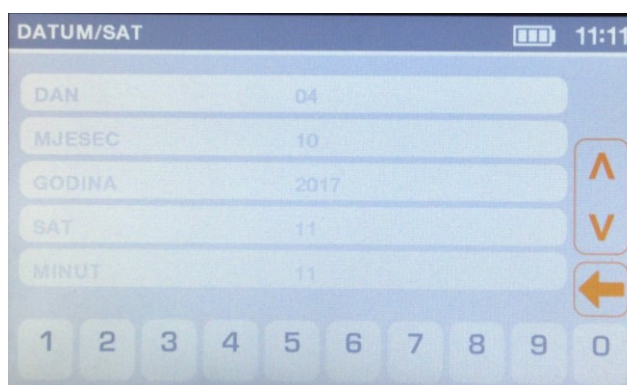 DATUM/SAT 11:11
DAN 04
MJESEC 10
GODINA 2017
SAT 11
MINUT 11
1 2 3 4 5 6 7 8 9 0